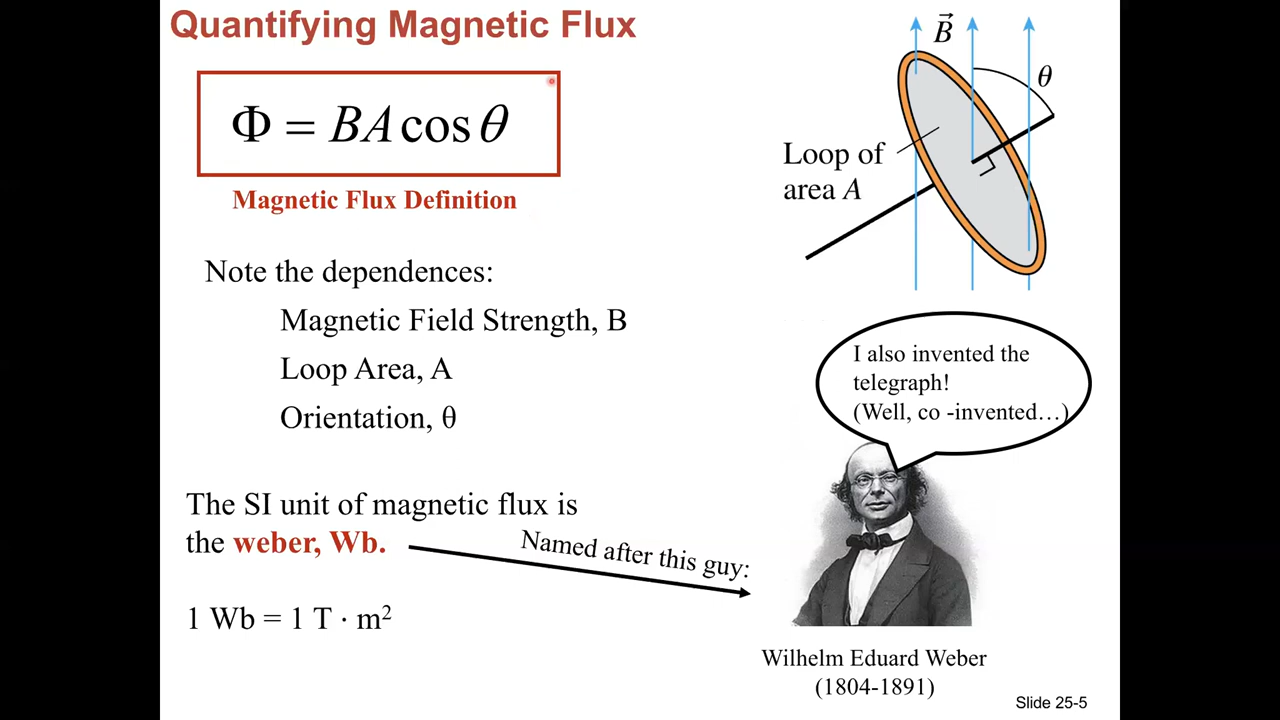 Quantifying Magnetic Flux
Φ = BA cos θ
Magnetic Flux Definition
Note the dependences:
Magnetic Field Strength, B
Loop Area, A
Orientation, θ
The SI unit of magnetic flux is
the weber, Wb.
1 Wb = 1 T · m²
Named after this guy:
B⃗
θ
Loop of
area A
I also invented the
telegraph!
(Well, co -invented…)
Wilhelm Eduard Weber
(1804-1891)
Slide 25-5